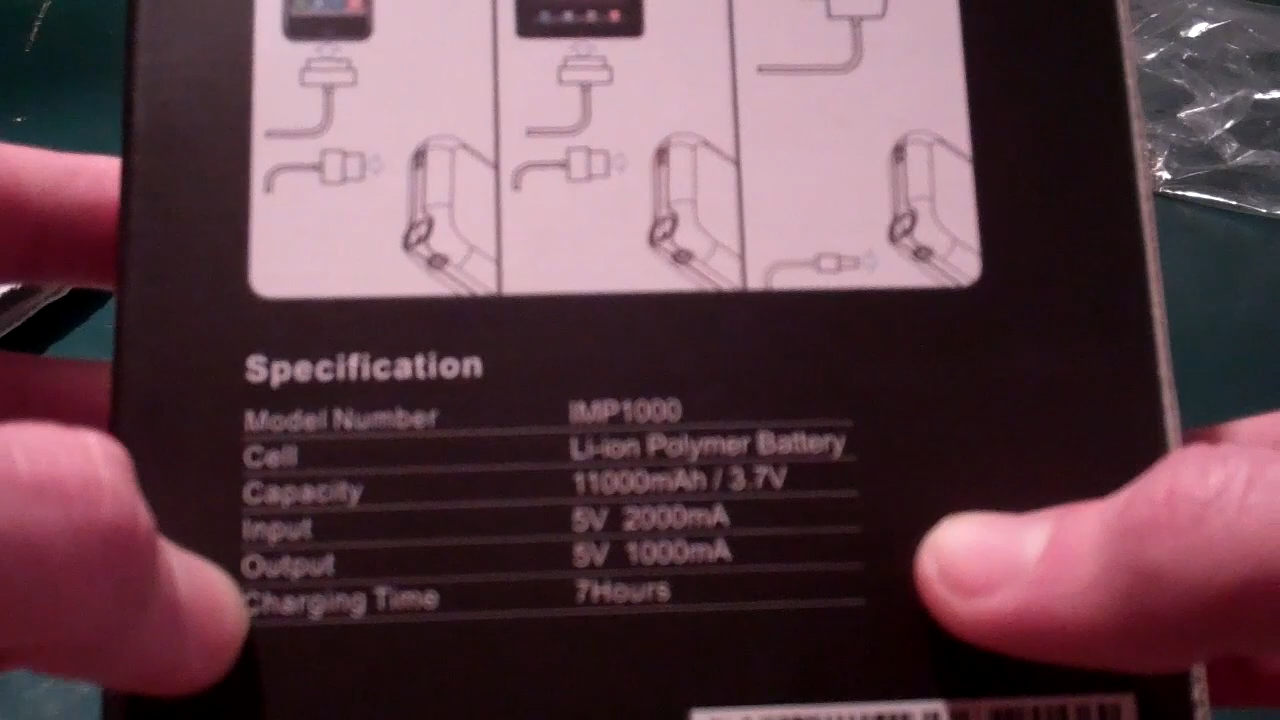 Specification
Model Number IMP1000
Cell Li-ion Polymer Battery
Capacity 11000mAh / 3.7V
Input 5V 2000mA
Output 5V 1000mA
Charging Time 7Hours